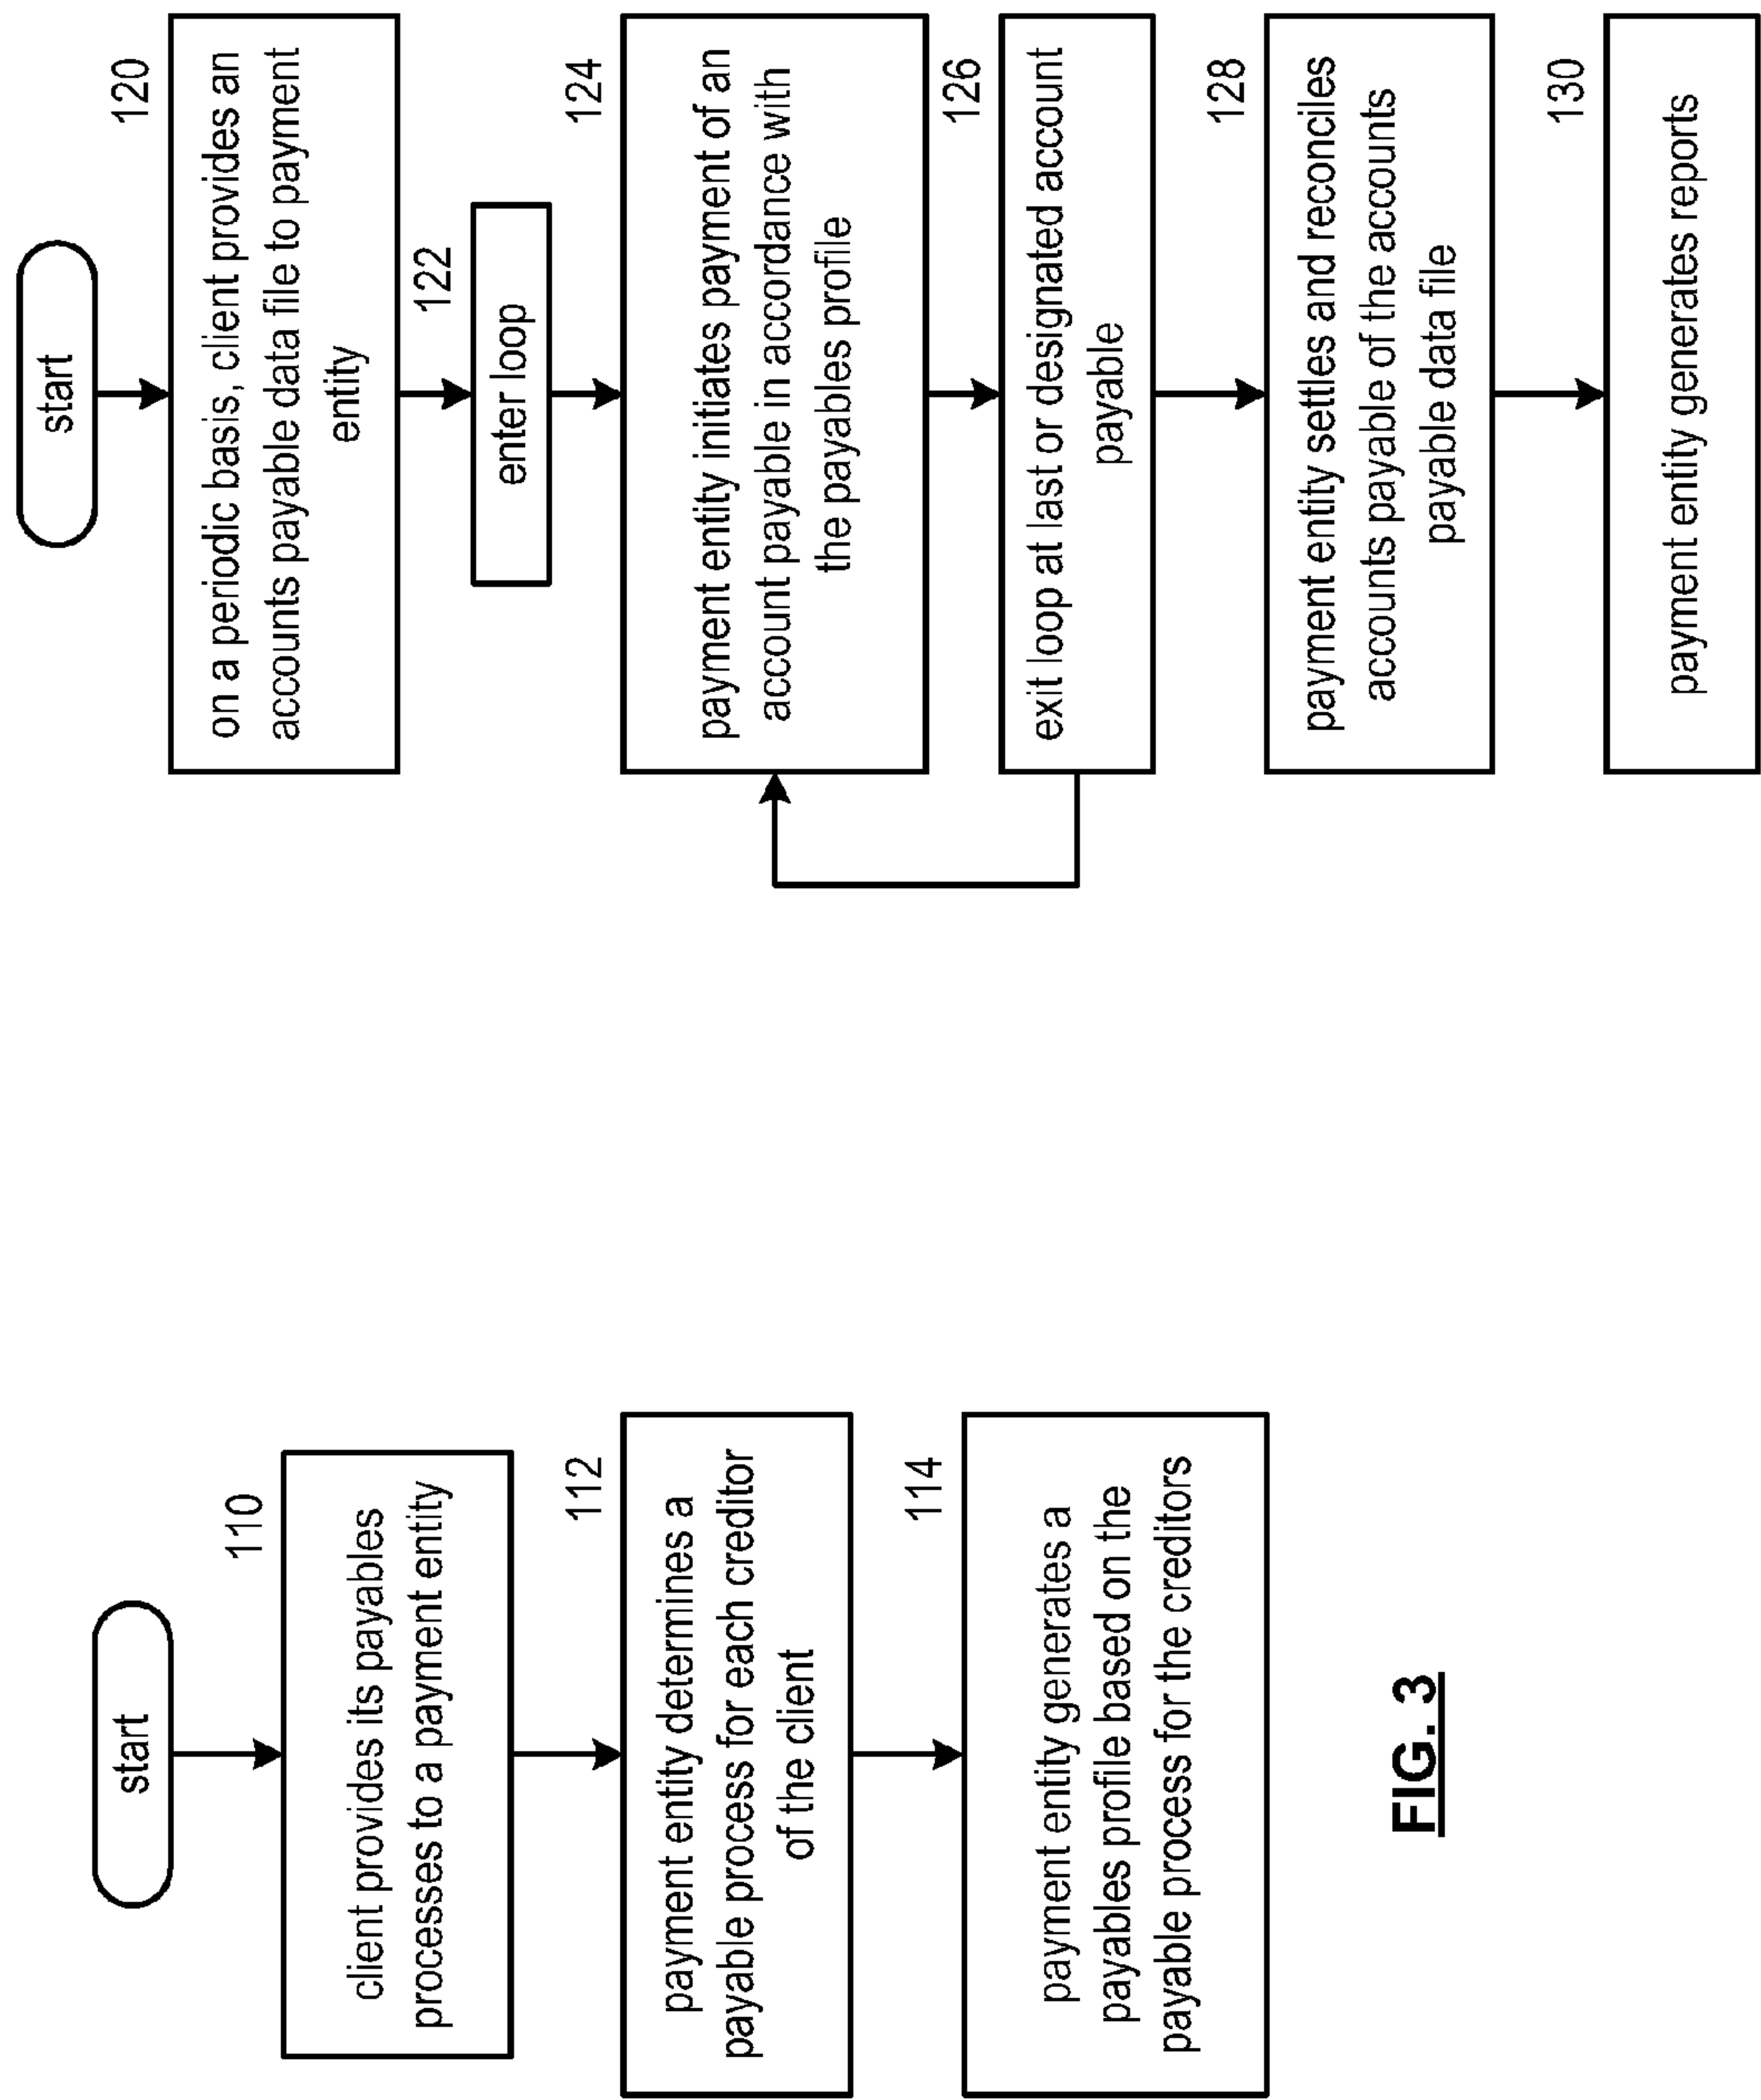 start
110
client provides its payables
processes to a payment entity
112
payment entity determines a
payable process for each creditor
of the client
114
payment entity generates a
payables profile based on the
payable process for the creditors
FIG. 3
start
120
on a periodic basis, client provides an
accounts payable data file to payment
entity
122
enter loop
124
payment entity initiates payment of an
account payable in accordance with
the payables profile
126
exit loop at last or designated account
payable
128
payment entity settles and reconciles
accounts payable of the accounts
payable data file
130
payment entity generates reports